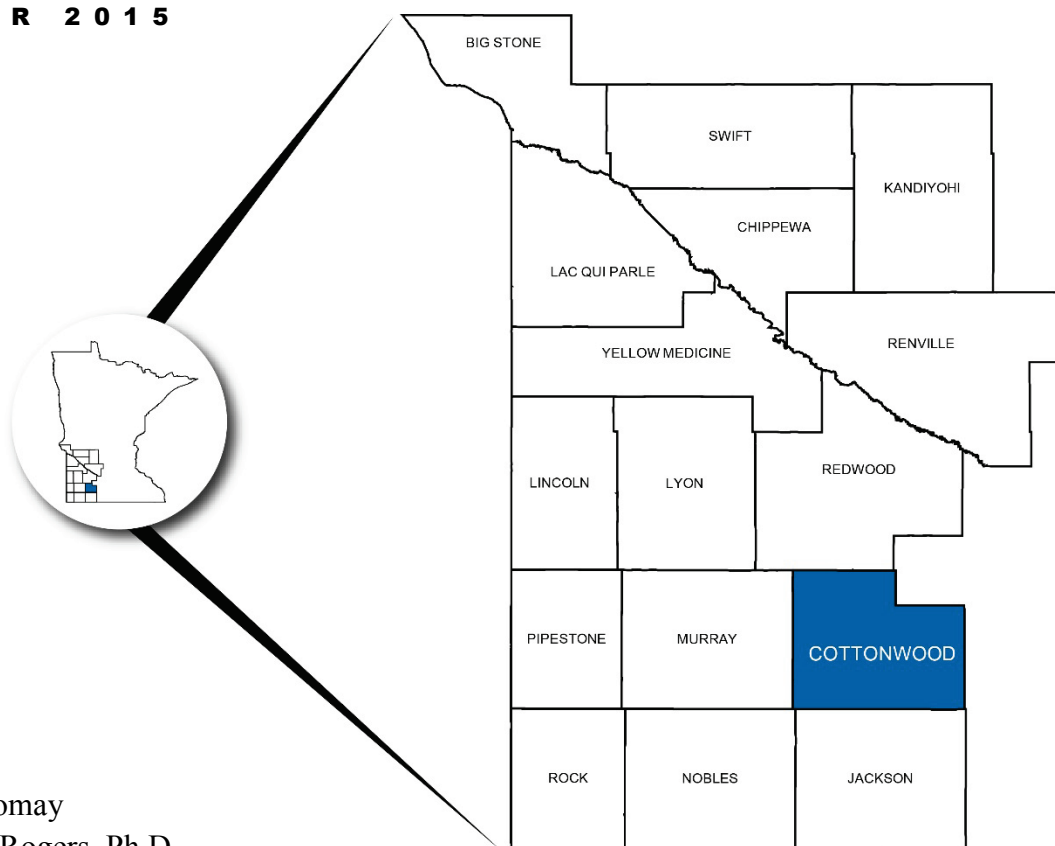 R 2015
BIG STONE
SWIFT
KANDIYOHI
CHIPPEWA
LAC QUI PARLE
RENVILLE
YELLOW MEDICINE
REDWOOD
LINCOLN
LYON
PIPESTONE
MURRAY
COTTONWOOD
ROCK
NOBLES
JACKSON
omay
Rogers, Ph.D.